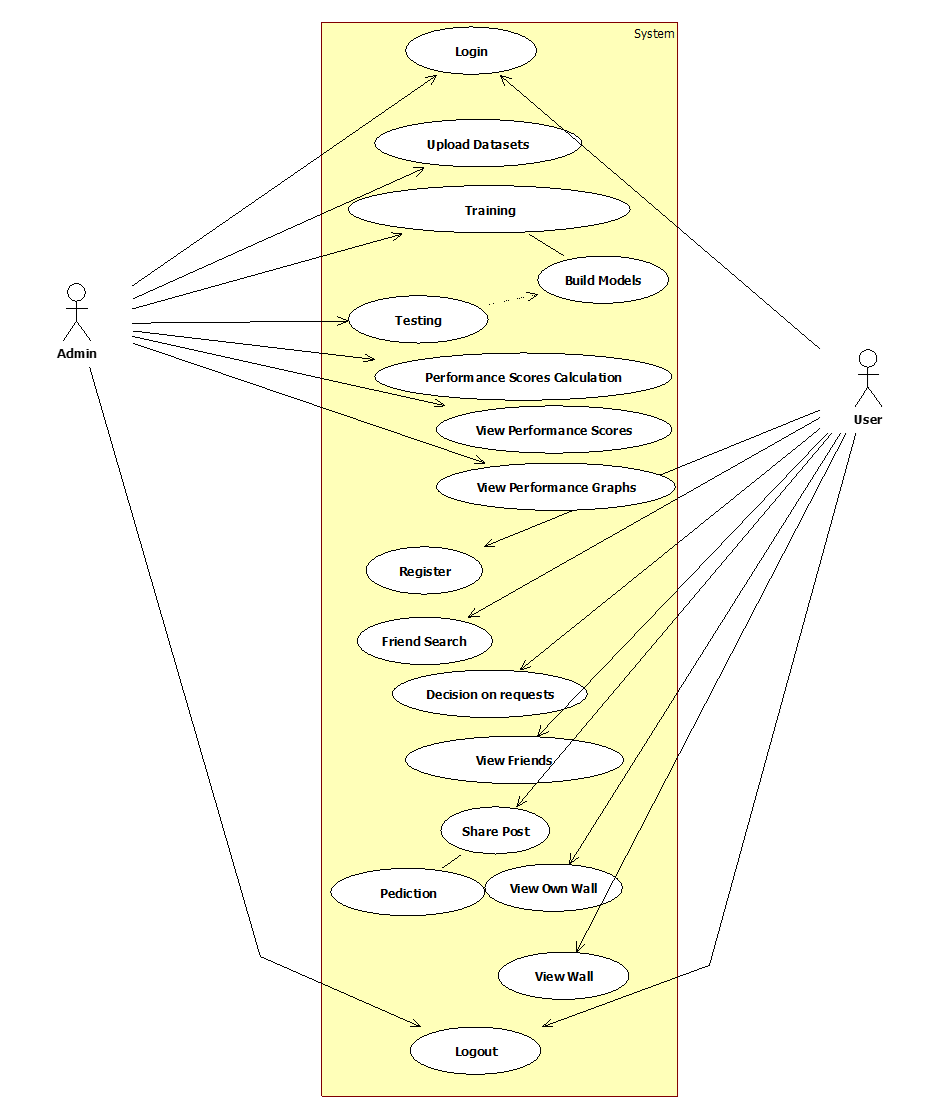 System
Login
Upload Datasets
Training
Build Models
Testing
Admin
Performance Scores Calculation
User
View Performance Scores
View Performance Graphs
Register
Friend Search
Decision on requests
View Friends
Share Post
Pediction
View Own Wall
View Wall
Logout